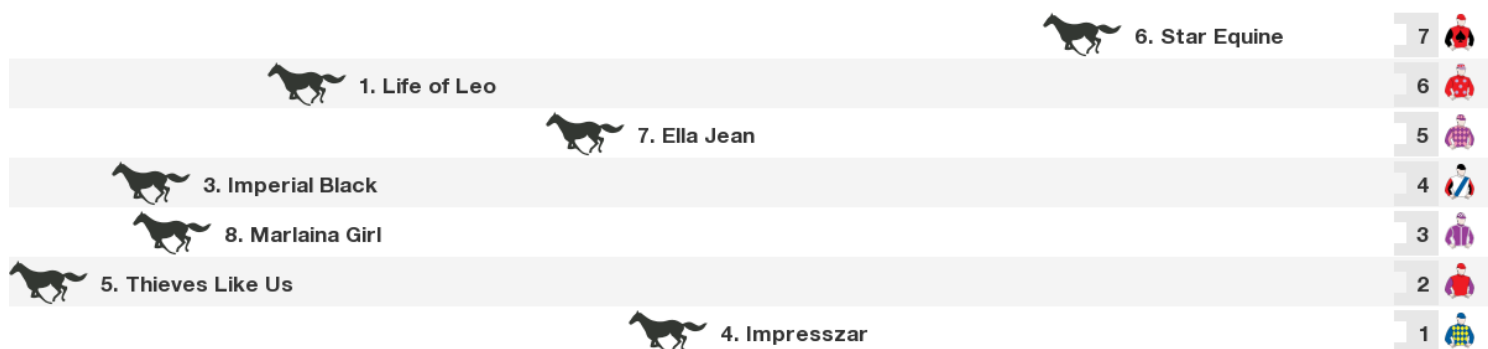 6. Star Equine 7
1. Life of Leo 6
7. Ella Jean 5
3. Imperial Black 4
8. Marlaina Girl 3
5. Thieves Like Us 2
4. Impresszar 1